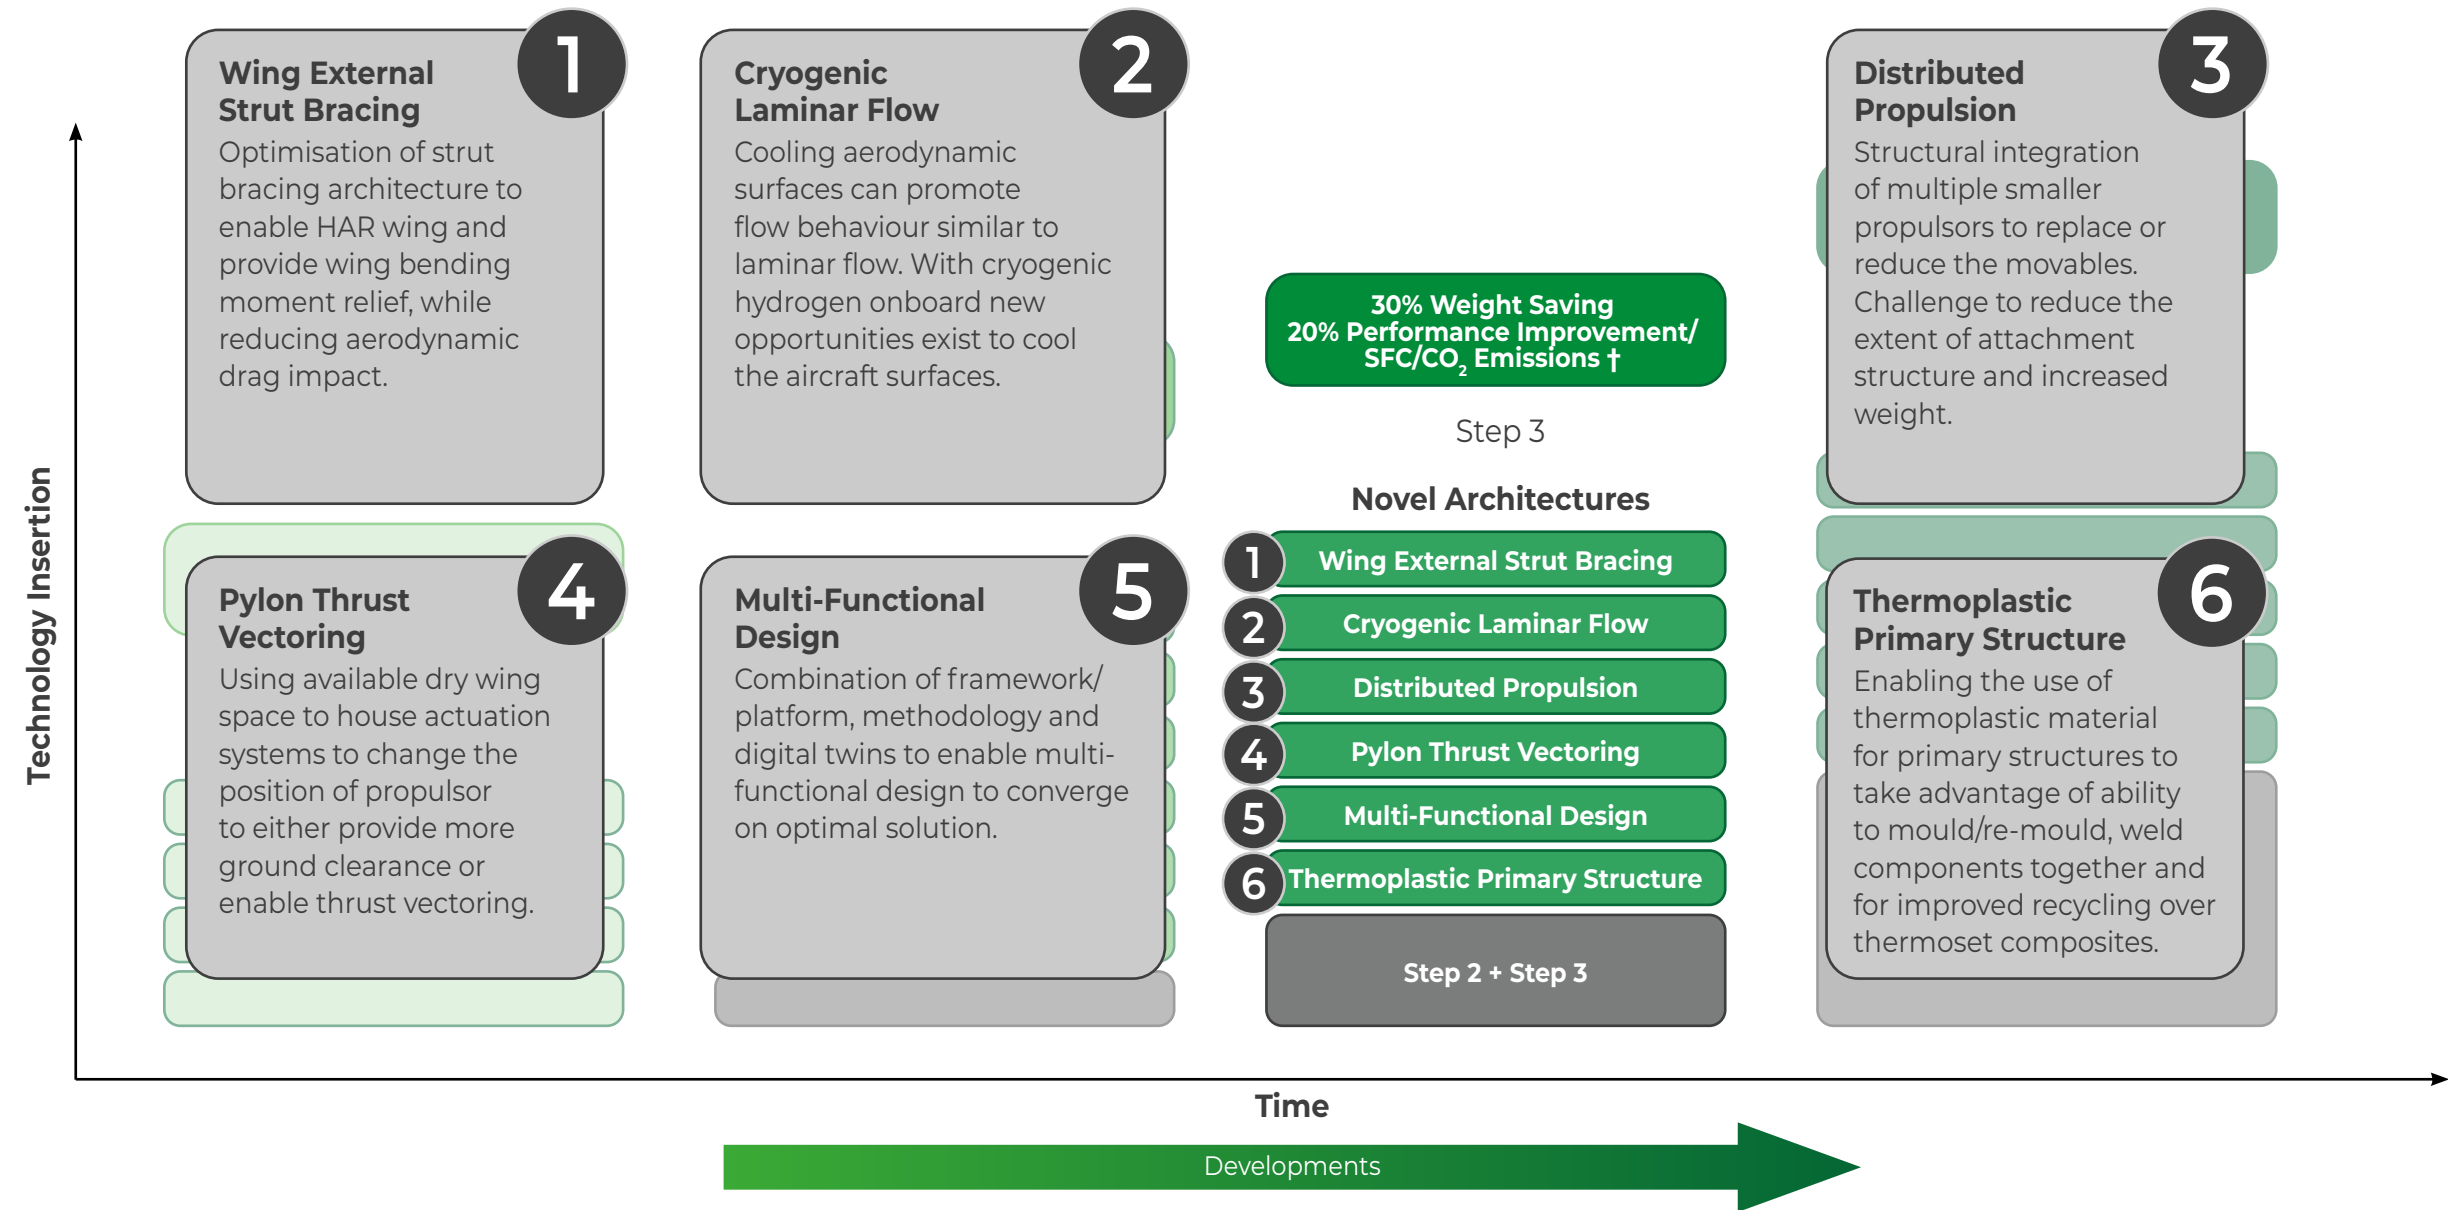 1
Wing External
Strut Bracing
Optimisation of strut
bracing architecture to
enable HAR wing and
provide wing bending
moment relief, while
reducing aerodynamic
drag impact.
2
Cryogenic
Laminar Flow
Cooling aerodynamic
surfaces can promote
flow behaviour similar to
laminar flow. With cryogenic
hydrogen onboard new
opportunities exist to cool
the aircraft surfaces.
3
Distributed
Propulsion
Structural integration
of multiple smaller
propulsors to replace or
reduce the movables.
Challenge to reduce the
extent of attachment
structure and increased
weight.
4
Pylon Thrust
Vectoring
Using available dry wing
space to house actuation
systems to change the
position of propulsor
to either provide more
ground clearance or
enable thrust vectoring.
5
Multi-Functional
Design
Combination of framework/
platform, methodology and
digital twins to enable multi-
functional design to converge
on optimal solution.
30% Weight Saving
20% Performance Improvement/
SFC/CO₂ Emissions †
Step 3
Novel Architectures
1 Wing External Strut Bracing
2 Cryogenic Laminar Flow
3 Distributed Propulsion
4 Pylon Thrust Vectoring
5 Multi-Functional Design
6 Thermoplastic Primary Structure
Step 2 + Step 3
6
Thermoplastic
Primary Structure
Enabling the use of
thermoplastic material
for primary structures to
take advantage of ability
to mould/re-mould, weld
components together and
for improved recycling over
thermoset composites.
Technology Insertion
Time
Developments